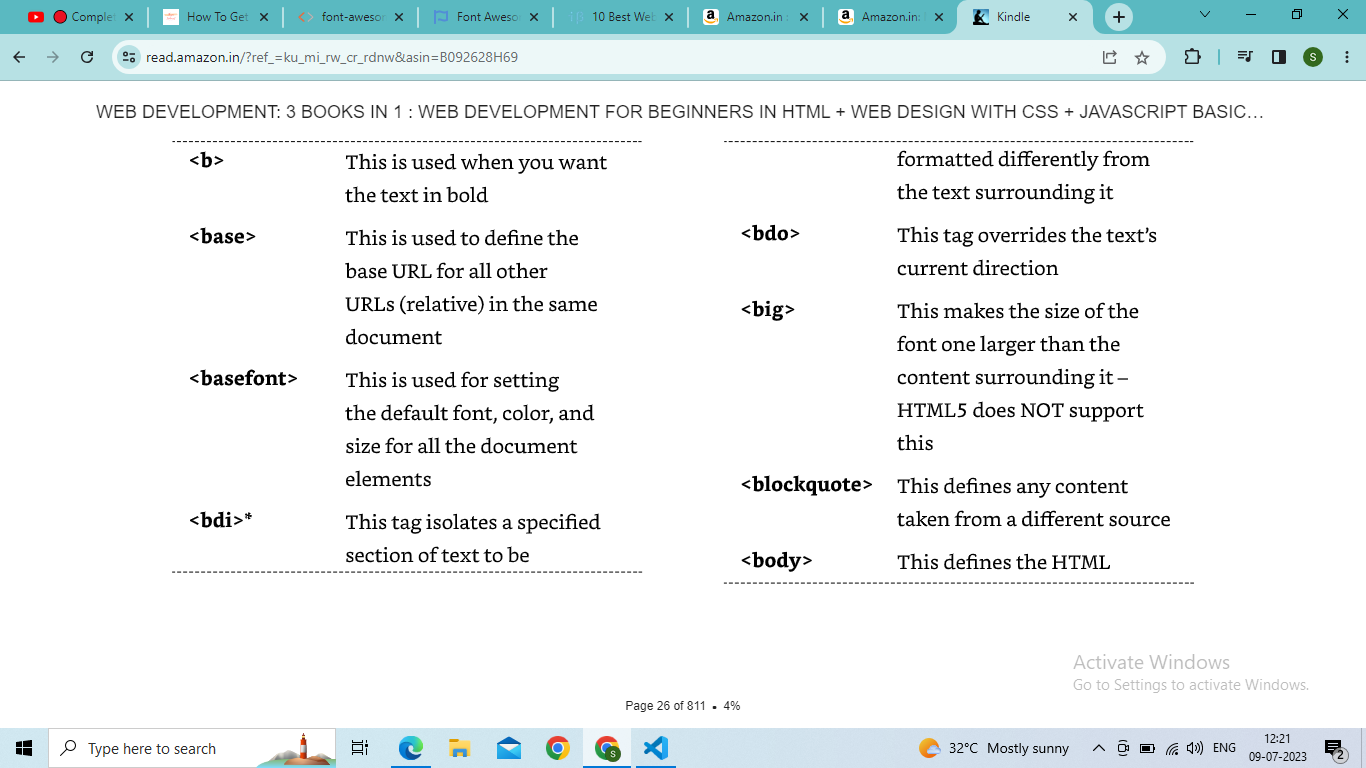 Complet
How To Get
font-awesor
Font Aweso
10 Best Web
Amazon.in :
Amazon.in:
Kindle
read.amazon.in/?ref_=ku_mi_rw_cr_rdnw&asin=B092628H69
S
WEB DEVELOPMENT: 3 BOOKS IN 1 : WEB DEVELOPMENT FOR BEGINNERS IN HTML + WEB DESIGN WITH CSS + JAVASCRIPT BASIC…
<b> This is used when you want
the text in bold
<base> This is used to define the
base URL for all other
URLs (relative) in the same
document
<basefont> This is used for setting
the default font, color, and
size for all the document
elements
<bdi>* This tag isolates a specified
section of text to be
formatted differently from
the text surrounding it
<bdo> This tag overrides the text’s
current direction
<big> This makes the size of the
font one larger than the
content surrounding it –
HTML5 does NOT support
this
<blockquote> This defines any content
taken from a different source
<body> This defines the HTML
Activate Windows
Go to Settings to activate Windows.
Page 26 of 811 • 4%
Type here to search
S
32°C Mostly sunny
ENG
12:21
09-07-2023
2